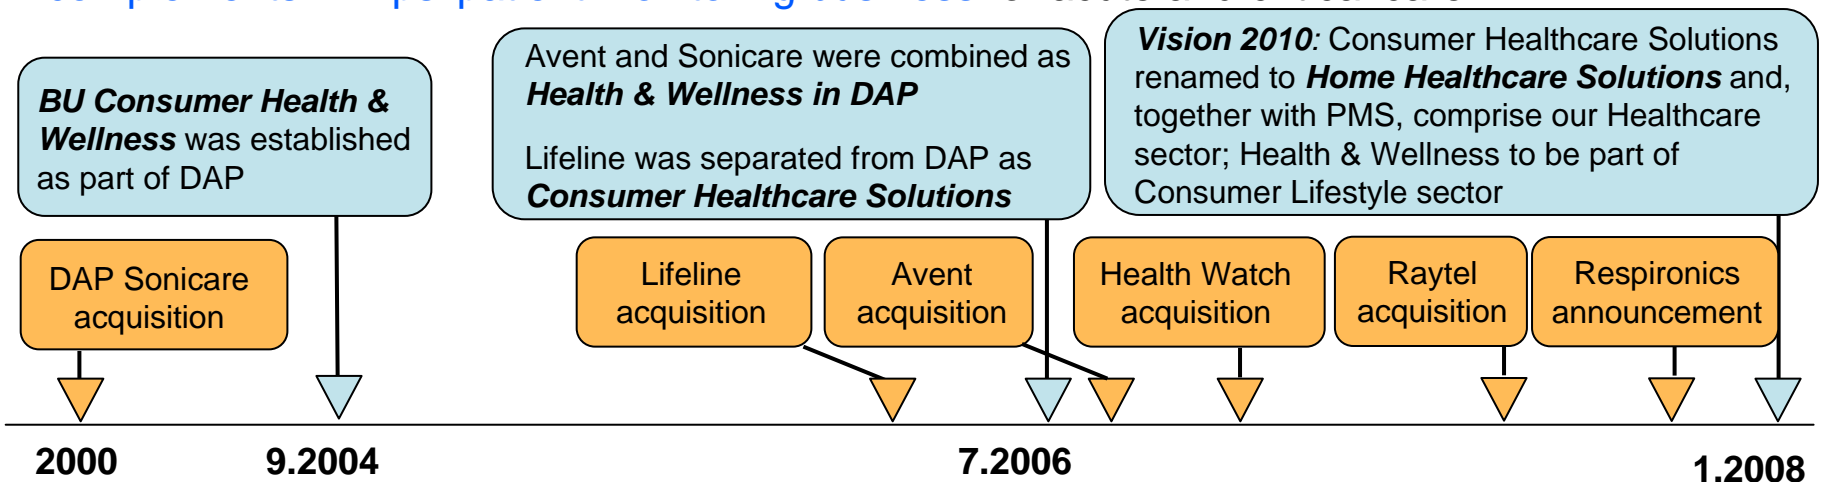 BU Consumer Health &
Wellness was established
as part of DAP
Avent and Sonicare were combined as
Health & Wellness in DAP
Lifeline was separated from DAP as
Consumer Healthcare Solutions
Vision 2010: Consumer Healthcare Solutions
renamed to Home Healthcare Solutions and,
together with PMS, comprise our Healthcare
sector; Health & Wellness to be part of
Consumer Lifestyle sector
DAP Sonicare
acquisition
Lifeline
acquisition
Avent
acquisition
Health Watch
acquisition
Raytel
acquisition
Respironics
announcement
2000
9.2004
7.2006
1.2008